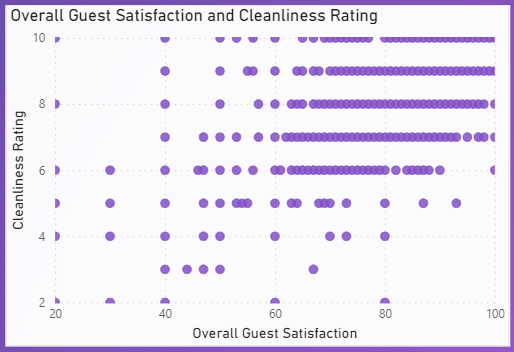 Overall Guest Satisfaction and Cleanliness Rating
10
8
6
4
2
Cleanliness Rating
20 40 60 80 100
Overall Guest Satisfaction